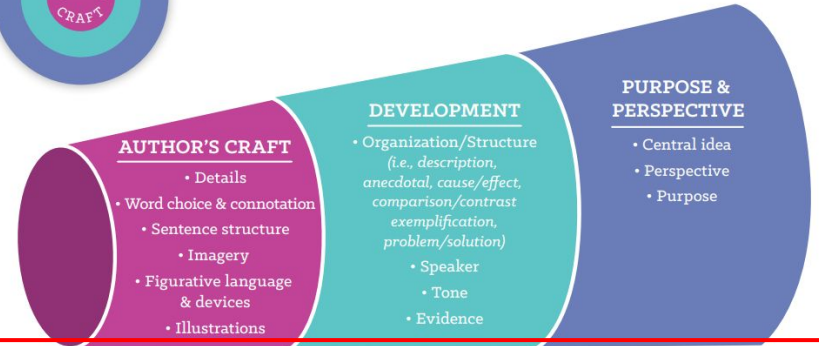 CRAFT
AUTHOR'S CRAFT
• Details
• Word choice & connotation
• Sentence structure
• Imagery
• Figurative language
& devices
• Illustrations
DEVELOPMENT
• Organization/Structure
(i.e., description,
anecdotal, cause/effect,
comparison/contrast
exemplification,
problem/solution)
• Speaker
• Tone
• Evidence
PURPOSE &
PERSPECTIVE
• Central idea
• Perspective
• Purpose